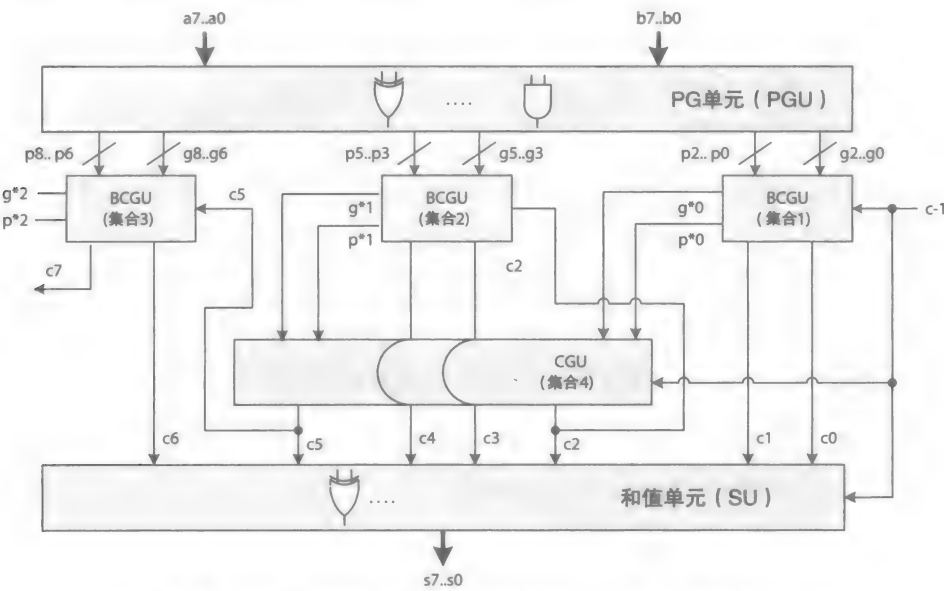 a7..a0
b7..b0
PG单元（PGU）
....
p8.. p6
g8..g6
p5..p3
g5..g3
p2.. p0
g2..g0
g*2
p*2
BCGU
(集合3)
c5
g*1
p*1
BCGU
(集合2)
g*0
p*0
BCGU
(集合1)
c-1
c7
c2
CGU
(集合4)
c6
c5
c4
c3
c2
c1
c0
....
和值单元（SU）
s7..s0